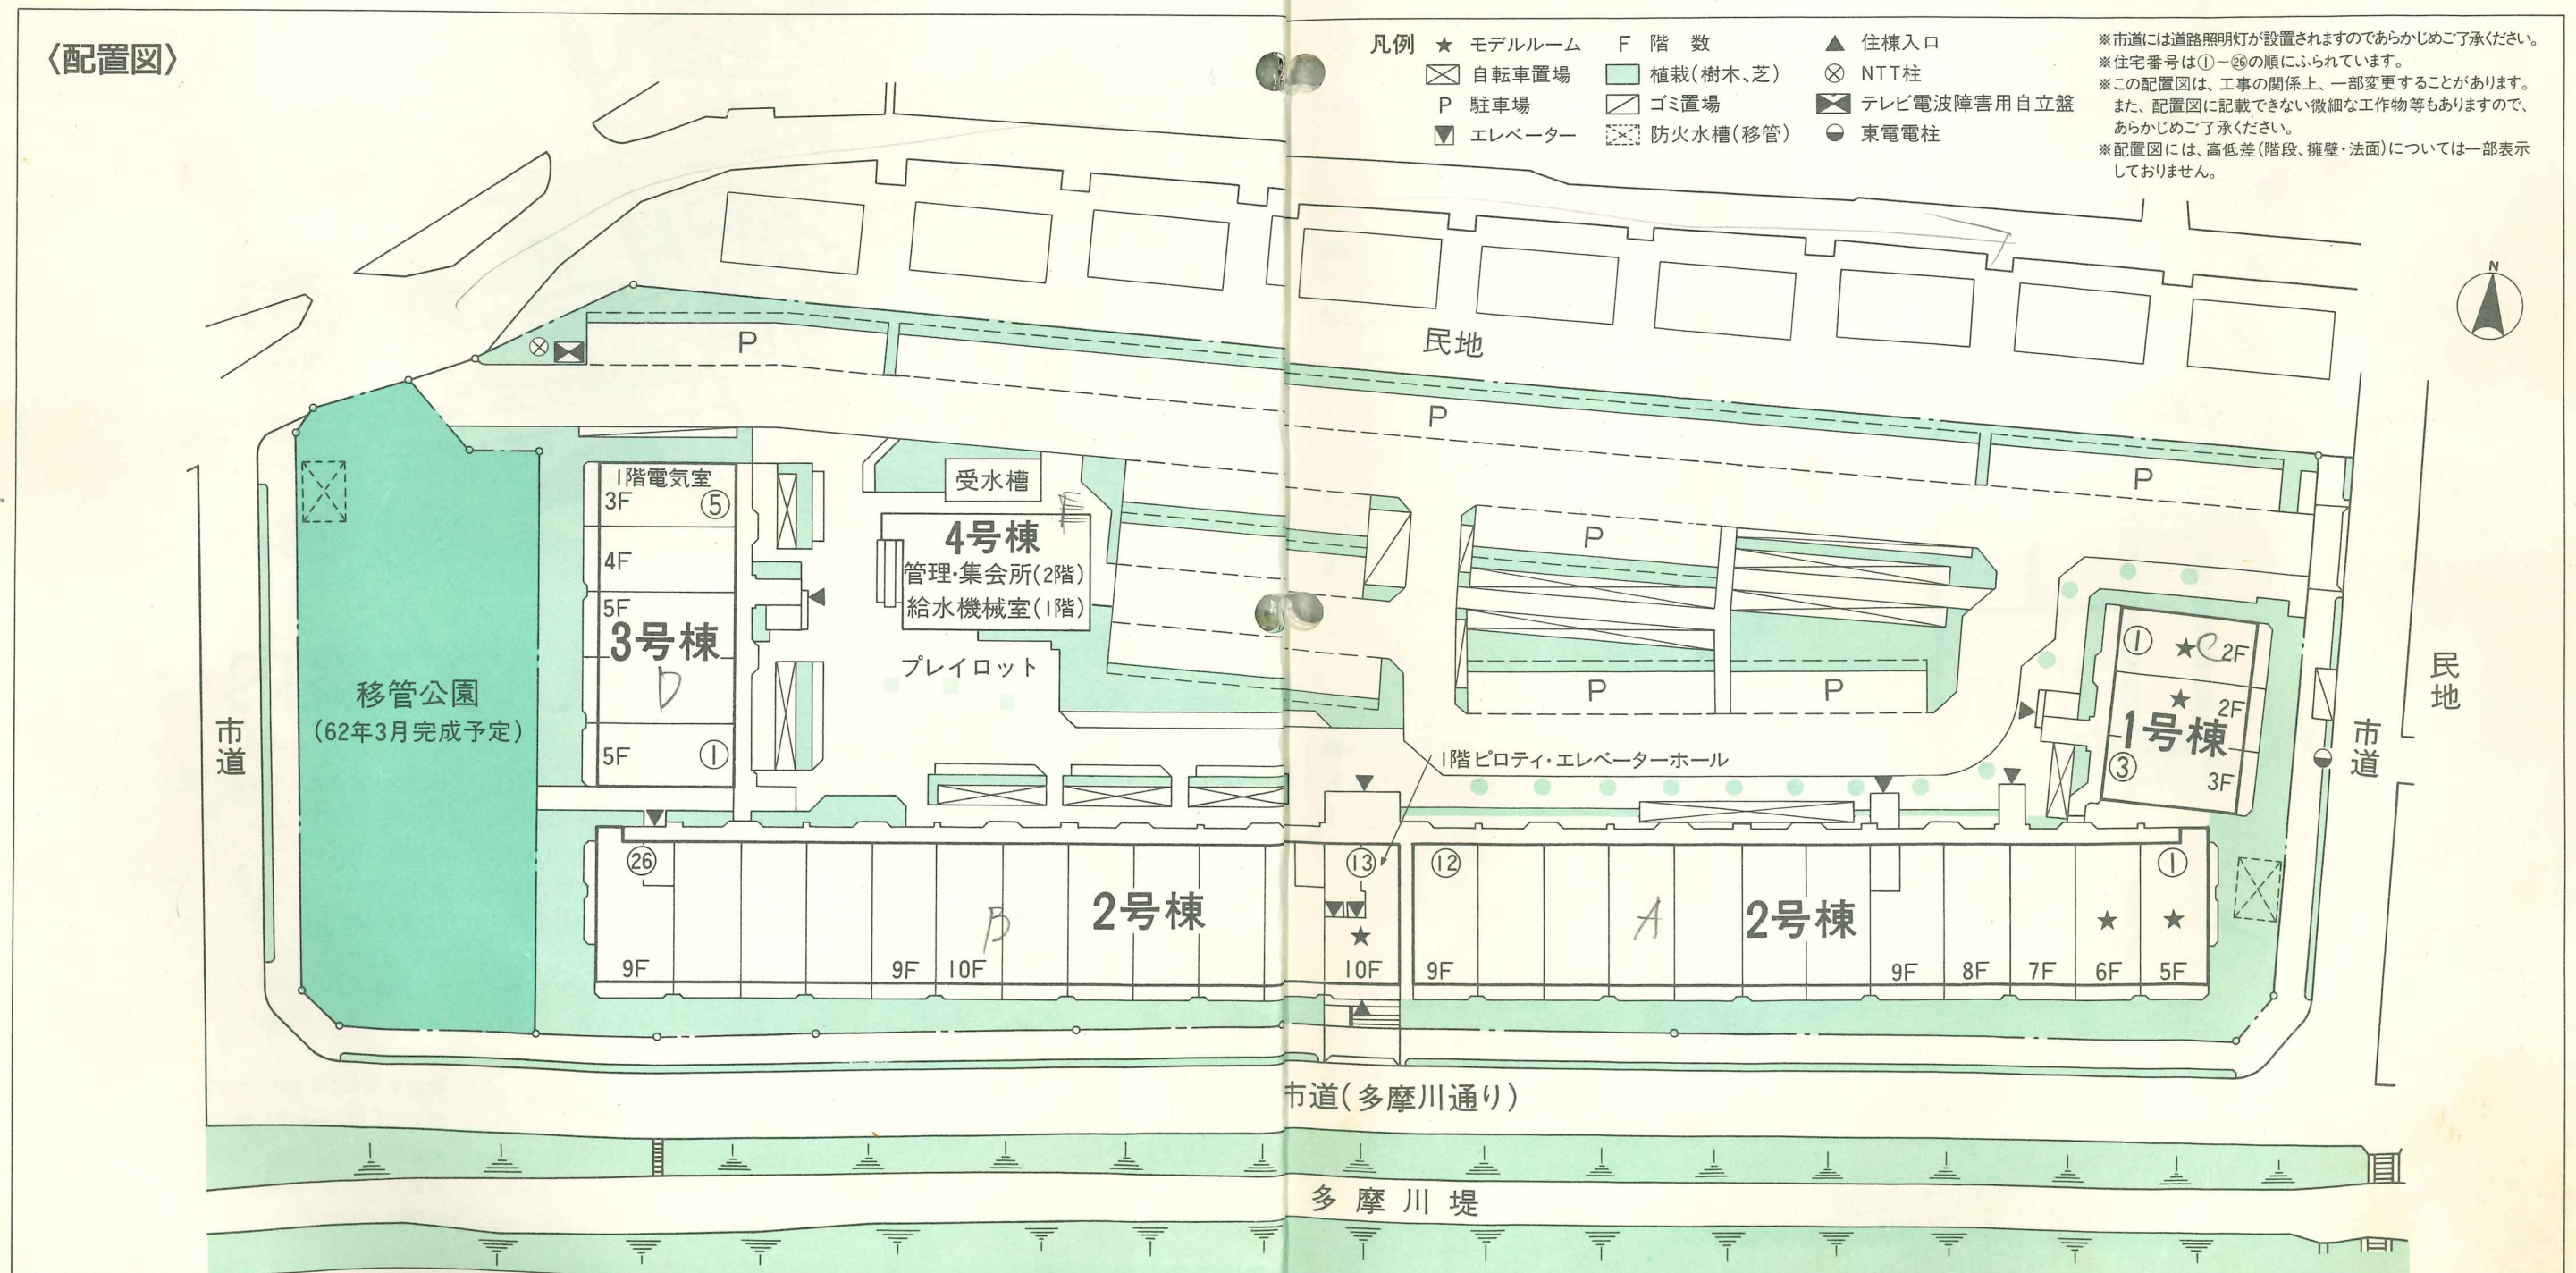 〈配置図〉
凡例 ★ モデルルーム
F 階 数
▲ 住棟入口
自転車置場
植栽(樹木、芝)
NTT柱
P 駐車場
ゴミ置場
テレビ電波障害用自立盤
エレベーター
防火水槽(移管)
東電電柱
※市道には道路照明灯が設置されますのであらかじめご了承ください。
※住宅番号は①〜㉖の順にふられています。
※この配置図は、工事の関係上、一部変更することがあります。
また、配置図に記載できない微細な工作物等もありますので、
あらかじめご了承ください。
※配置図には、高低差(階段、擁壁・法面)については一部表示
しておりません。
N
民地
P
P
P
1階電気室
3F ⑤
4F
5F
3号棟
D
5F ①
受水槽
E
4号棟
管理・集会所(2階)
給水機械室(1階)
プレイロット
P
P
P
① ★ C 2F
★ 2F
1号棟
③ 3F
民地
市道
市道
移管公園
(62年3月完成予定)
1階ピロティ・エレベーターホール
㉖
⑬
⑫
①
B
2号棟
★
A
2号棟
★
★
9F
9F
10F
10F
9F
9F
8F
7F
6F
5F
市道(多摩川通り)
多摩川堤